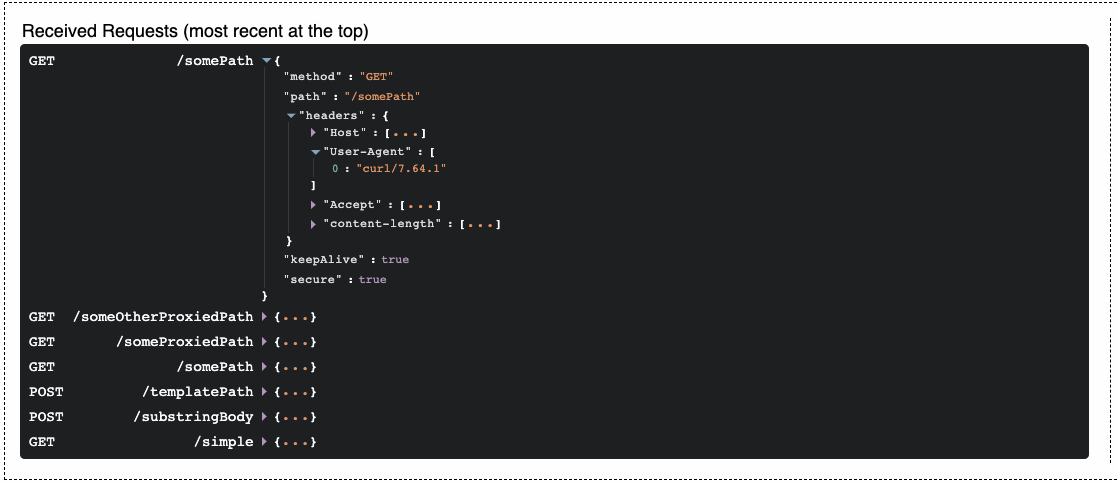 Received Requests (most recent at the top)
GET /somePath {
"method" : "GET"
"path" : "/somePath"
"headers" : {
"Host" : [...]
"User-Agent" : [
0 : "curl/7.64.1"
]
"Accept" : [...]
"content-length" : [...]
}
"keepAlive" : true
"secure" : true
}
GET /someOtherProxiedPath {...}
GET /someProxiedPath {...}
GET /somePath {...}
POST /templatePath {...}
POST /substringBody {...}
GET /simple {...}